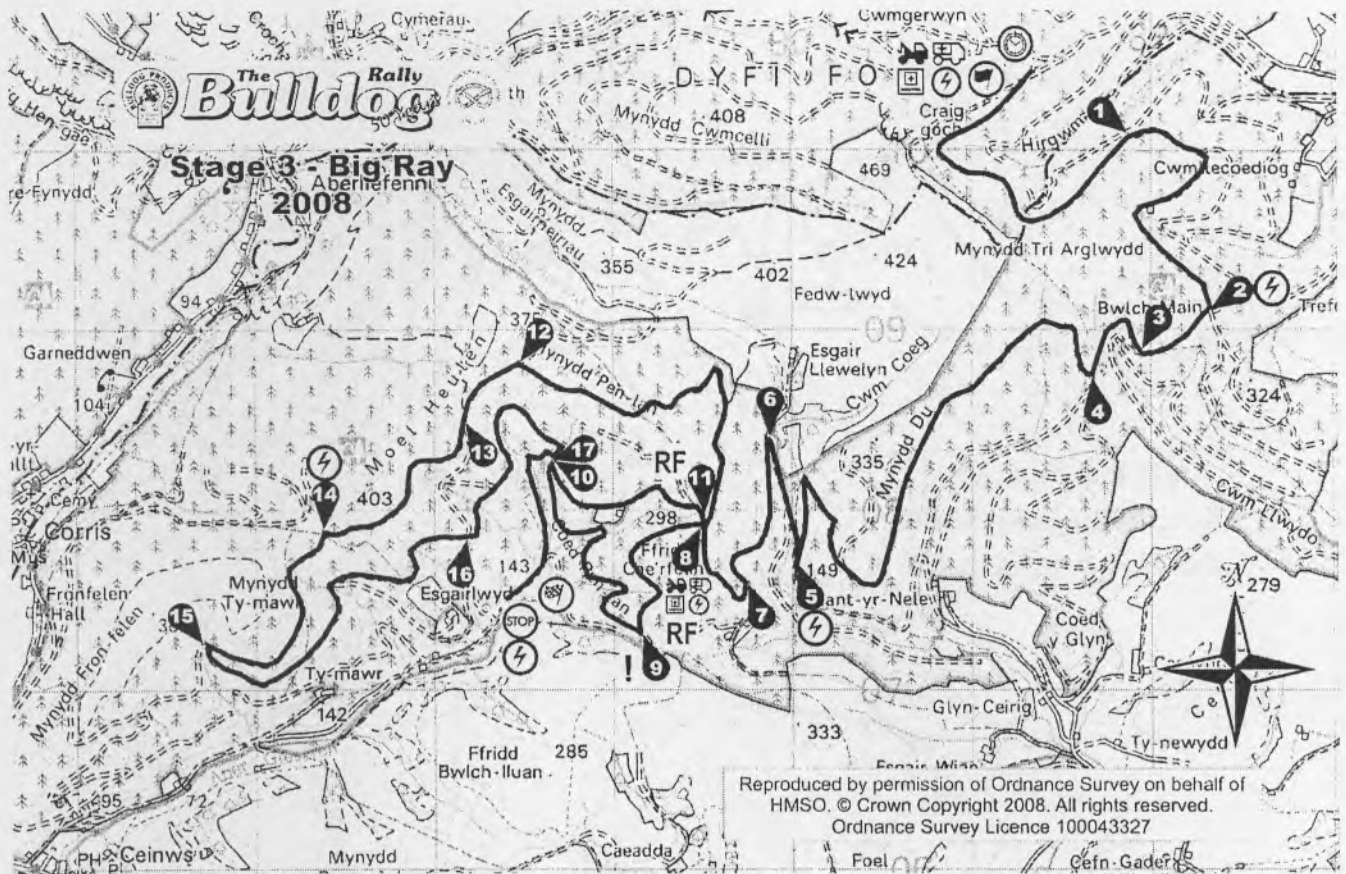 The
Rally
Bulldog
th
Stage 3 - Big Ray
2008
Cymerau
Cwmgerwyn
DYFI FO
Craig
goch
408
Mynydd Cwmcelli
469
Hirgwm
1
Aberllefenni
Mynydd
Esgairneiriau
355
402
424
Fedw-lwyd
Mynydd Tri Arglwydd
94
Bwlch Main
2
3
Garneddwen
104
12
Mynydd Pen-lyn
Esgair
Llewelyn
Cwm Coeg
09
6
4
324
Moel Heulen
13
17
10
RF
11
335
Mynydd Du
Cwm Llwydo
14
403
Corris
298
8
Fronfelen
Hall
Mynydd
Ty-mawr
16
143
Esgairlwyd
STOP
RF
7
5
149
279
Coed
y Glyn
15
Mynydd Fron-felen
Ty-mawr
142
!
9
Glyn-Ceirig
Ty-newydd
333
Ffridd
Bwlch-lluan
285
Reproduced by permission of Ordnance Survey on behalf of
HMSO. © Crown Copyright 2008. All rights reserved.
Ordnance Survey Licence 100043327
95
72
PH
Ceinws
Mynydd
Caeadda
Foel
Cefn-Gader